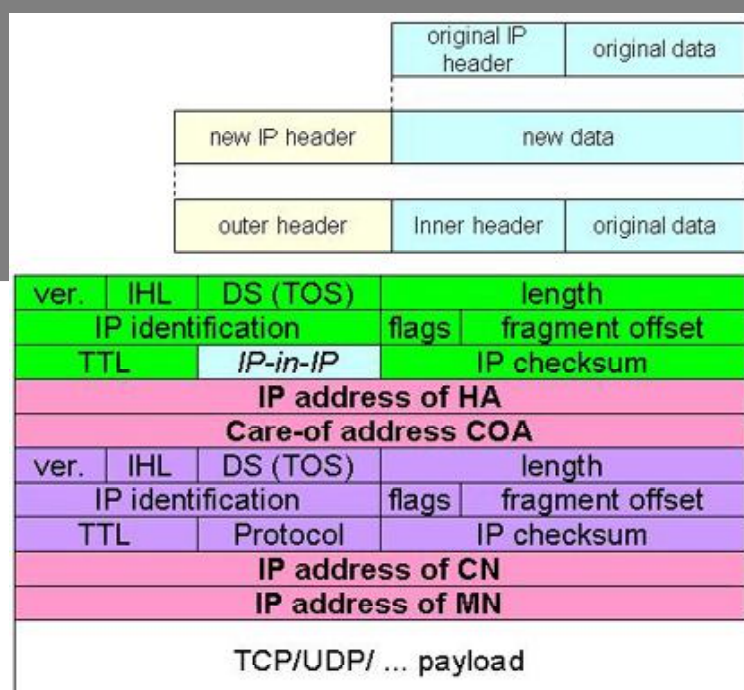 original IP header original data
new IP header new data
outer header Inner header original data
ver. IHL DS (TOS) length
IP identification flags fragment offset
TTL IP-in-IP IP checksum
IP address of HA
Care-of address COA
ver. IHL DS (TOS) length
IP identification flags fragment offset
TTL Protocol IP checksum
IP address of CN
IP address of MN
TCP/UDP/ ... payload